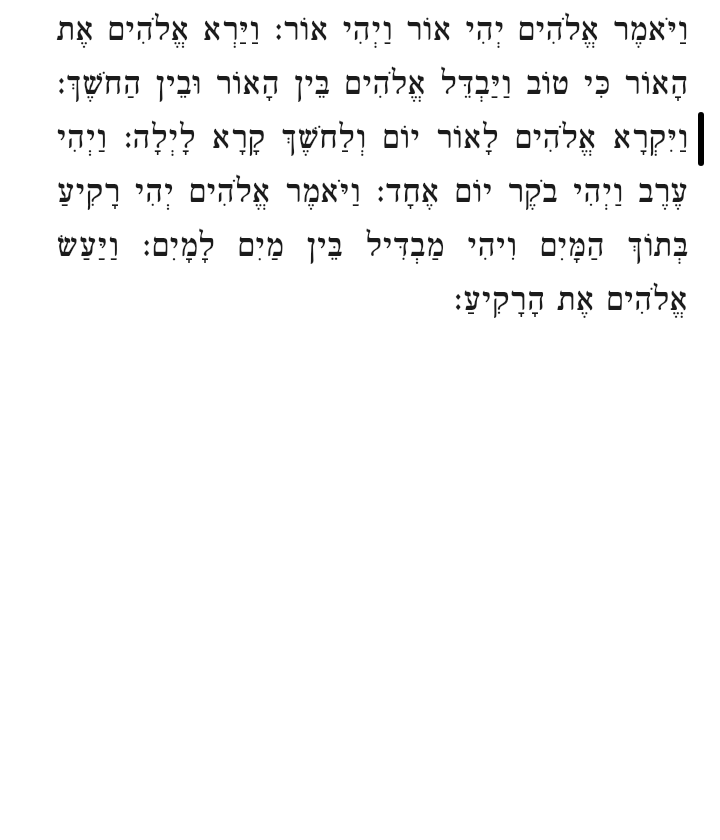 וַיֹּאמֶר אֱלֹהִים יְהִי אוֹר וַיְהִי אוֹר׃ וַיַּרְא אֱלֹהִים אֶת
הָאוֹר כִּי טוֹב וַיַּבְדֵּל אֱלֹהִים בֵּין הָאוֹר וּבֵין הַחֹשֶׁךְ׃
וַיִּקְרָא אֱלֹהִים לָאוֹר יוֹם וְלַחֹשֶׁךְ קָרָא לָיְלָה׃ וַיְהִי
עֶרֶב וַיְהִי בֹקֶר יוֹם אֶחָד׃ וַיֹּאמֶר אֱלֹהִים יְהִי רָקִיעַ
בְּתוֹךְ הַמָּיִם וִיהִי מַבְדִּיל בֵּין מַיִם לָמָיִם׃ וַיַּעַשׂ
אֱלֹהִים אֶת הָרָקִיעַ׃